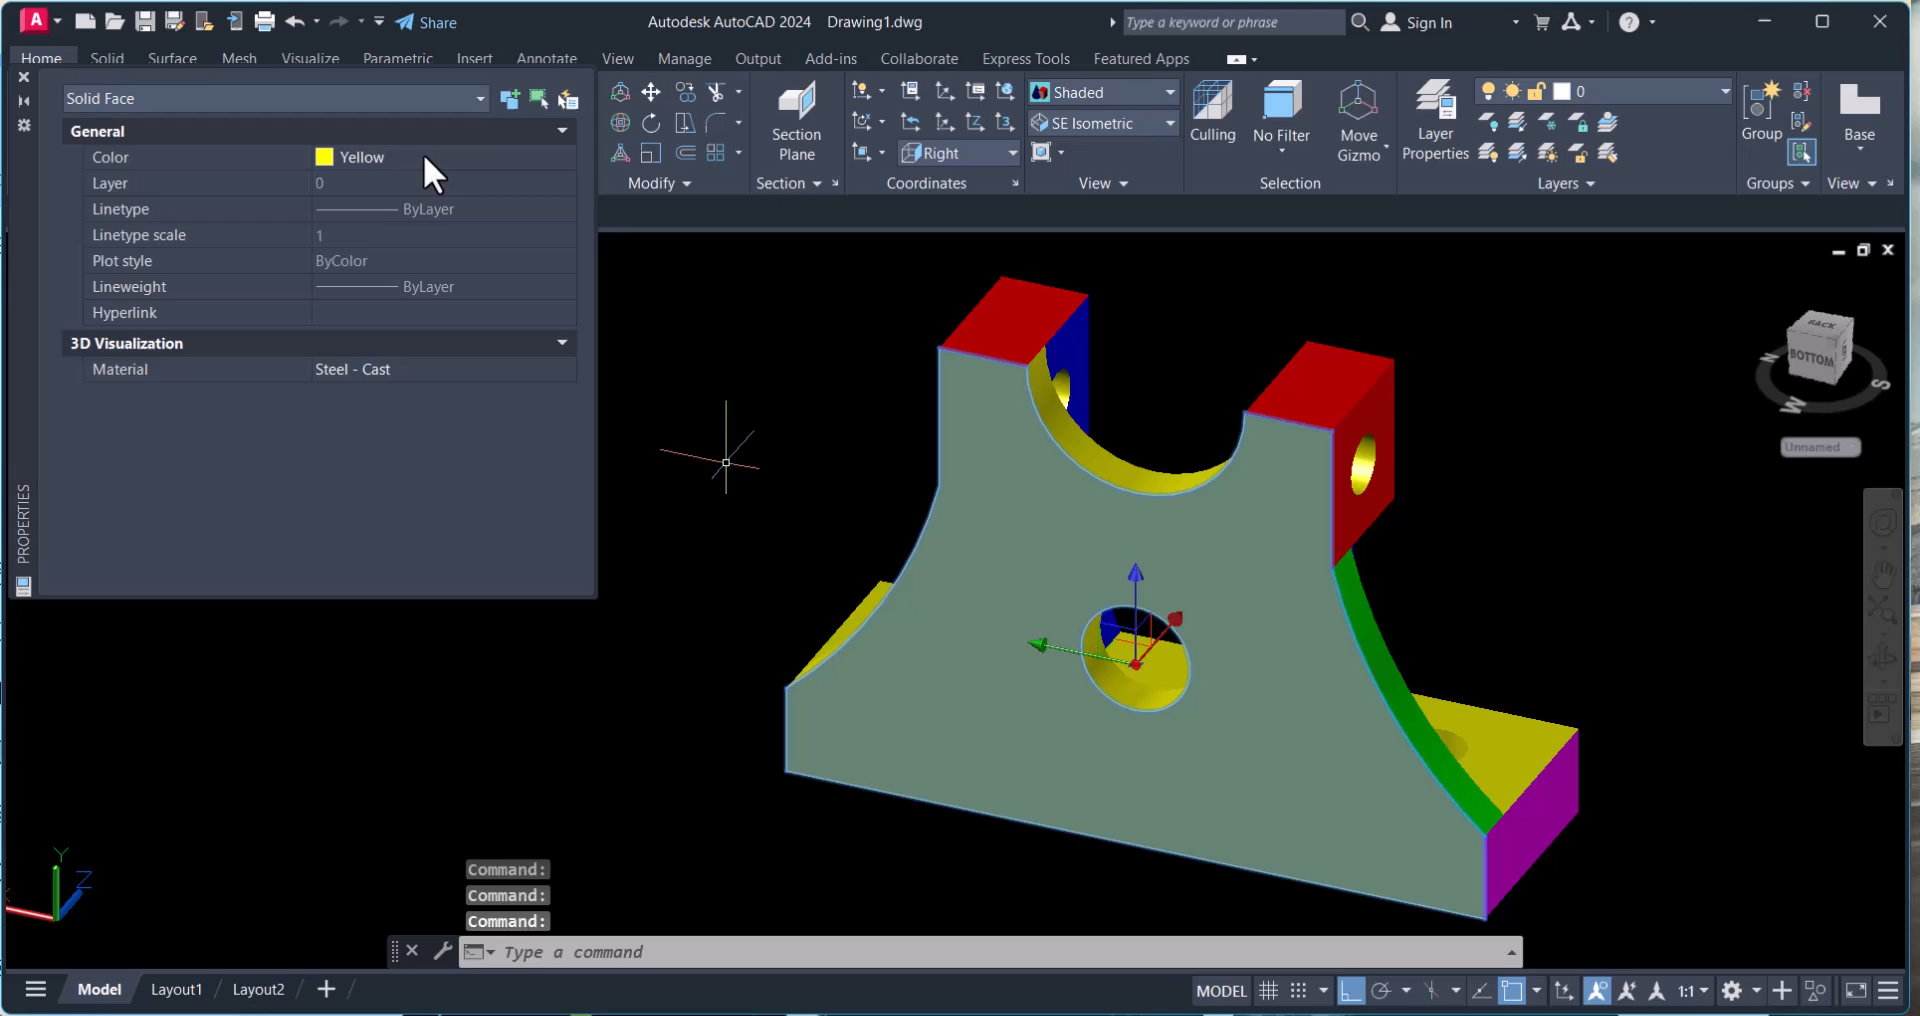 A Share Autodesk AutoCAD 2024 Drawing1.dwg Type a keyword or phrase Sign In
Home Solid Surface Mesh Visualize Parametric Insert Annotate View Manage Output Add-ins Collaborate Express Tools Featured Apps
Solid Face
General
Color Yellow
Layer 0
Linetype ByLayer
Linetype scale 1
Plot style ByColor
Lineweight ByLayer
Hyperlink
3D Visualization
Material Steel - Cast
PROPERTIES
Modify
Section
Plane
Section
Right
Coordinates
Shaded
SE Isometric
View
Culling
No Filter
Move
Gizmo
Selection
Layer
Properties
0
Layers
Group
Groups
Base
View
BACK
BOTTOM
N
S
W
Unnamed
Y
Z
Command:
Command:
Command:
Type a command
Model Layout1 Layout2
MODEL 1:1